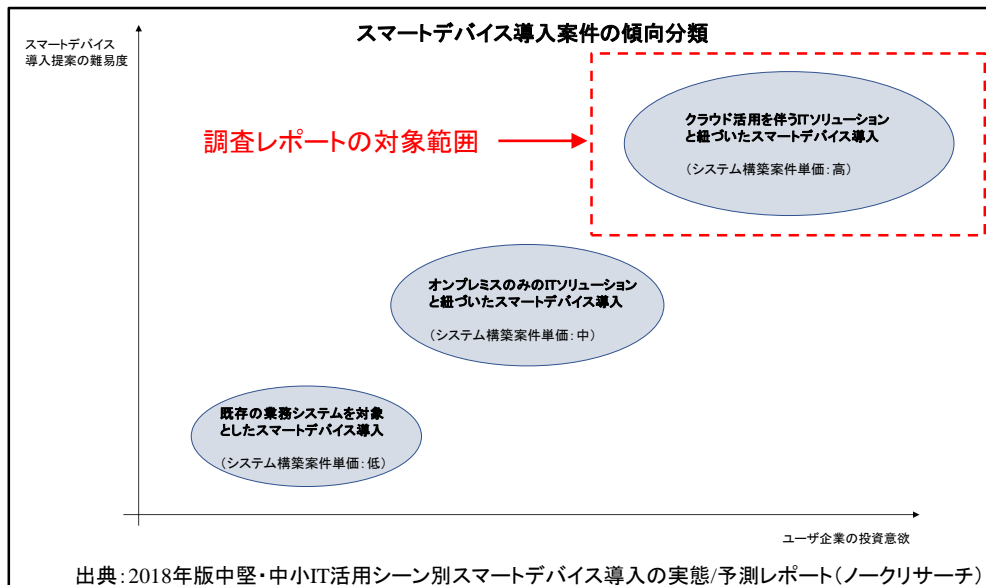 スマートデバイス導入案件の傾向分類
スマートデバイス
導入提案の難易度
クラウド活用を伴うITソリューション
と紐づいたスマートデバイス導入
（システム構築案件単価：高）
調査レポートの対象範囲
オンプレミスのみのITソリューション
と紐づいたスマートデバイス導入
（システム構築案件単価：中）
既存の業務システムを対象
としたスマートデバイス導入
（システム構築案件単価：低）
ユーザ企業の投資意欲
出典：2018年版中堅・中小IT活用シーン別スマートデバイス導入の実態/予測レポート（ノークリサーチ）